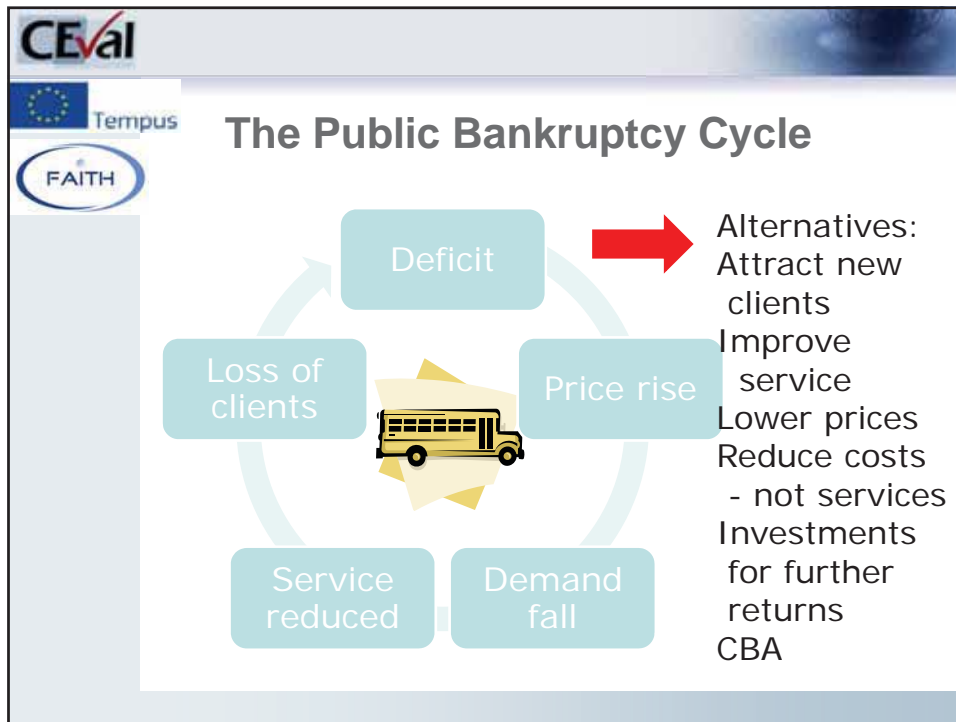 CEval
Tempus
FAITH
The Public Bankruptcy Cycle
Deficit
Price rise
Demand
fall
Service
reduced
Loss of
clients
Alternatives:
Attract new
clients
Improve
service
Lower prices
Reduce costs
- not services
Investments
for further
returns
CBA